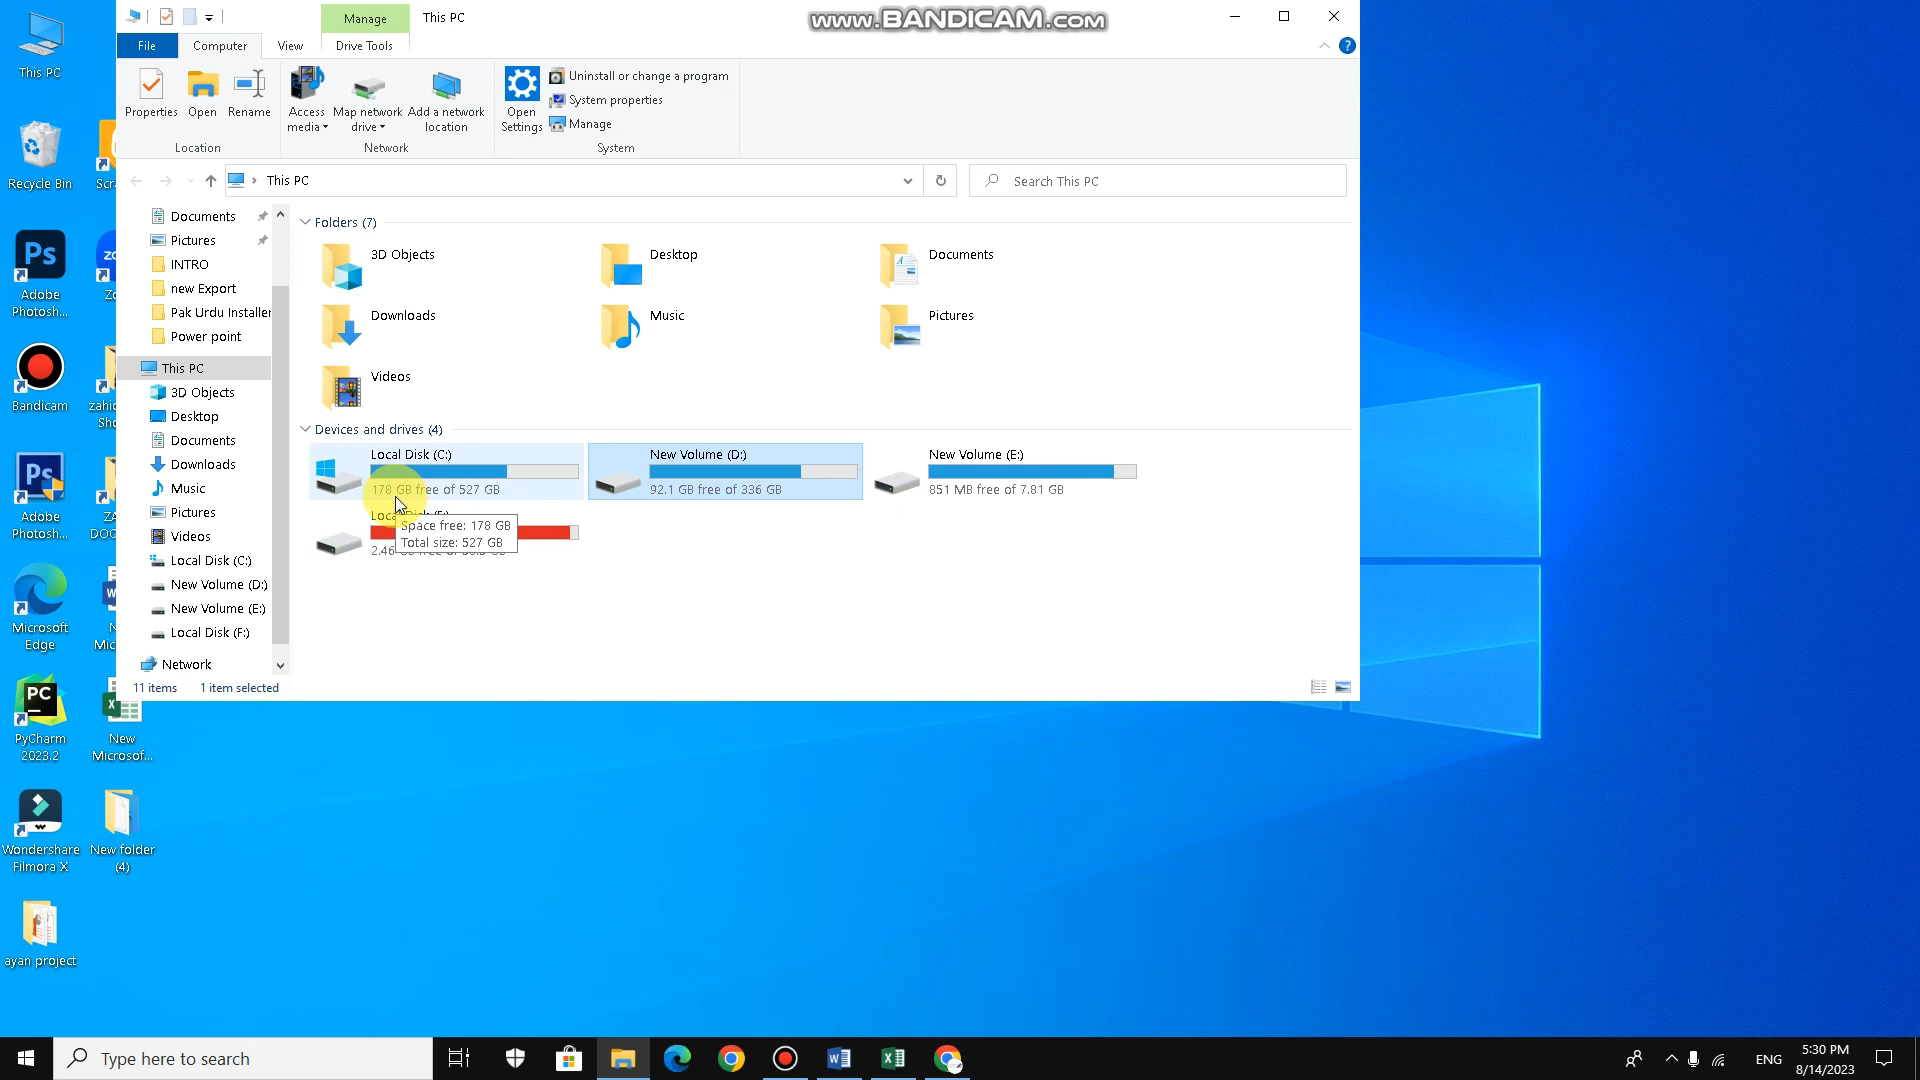 This PC
Recycle Bin
Adobe
Photosh...
Bandicam
Adobe
Photosh...
Microsoft
Edge
PyCharm
2023.2
New
Microsof...
Wondershare
Filmora X
New folder
(4)
ayan project
Manage
This PC
www.BANDICAM.com
File
Computer
View
Drive Tools
Properties
Open
Rename
Access
media
Map network
drive
Add a network
location
Open
Settings
Uninstall or change a program
System properties
Manage
Location
Network
System
This PC
Search This PC
Documents
Pictures
INTRO
new Export
Pak Urdu Installer
Power point
This PC
3D Objects
Desktop
Documents
Downloads
Music
Pictures
Videos
Local Disk (C:)
New Volume (D:)
New Volume (E:)
Local Disk (F:)
Network
Folders (7)
3D Objects
Desktop
Documents
Downloads
Music
Pictures
Videos
Devices and drives (4)
Local Disk (C:)
178 GB free of 527 GB
New Volume (D:)
92.1 GB free of 336 GB
New Volume (E:)
851 MB free of 7.81 GB
Space free: 178 GB
Total size: 527 GB
11 items
1 item selected
Type here to search
ENG
5:30 PM
8/14/2023